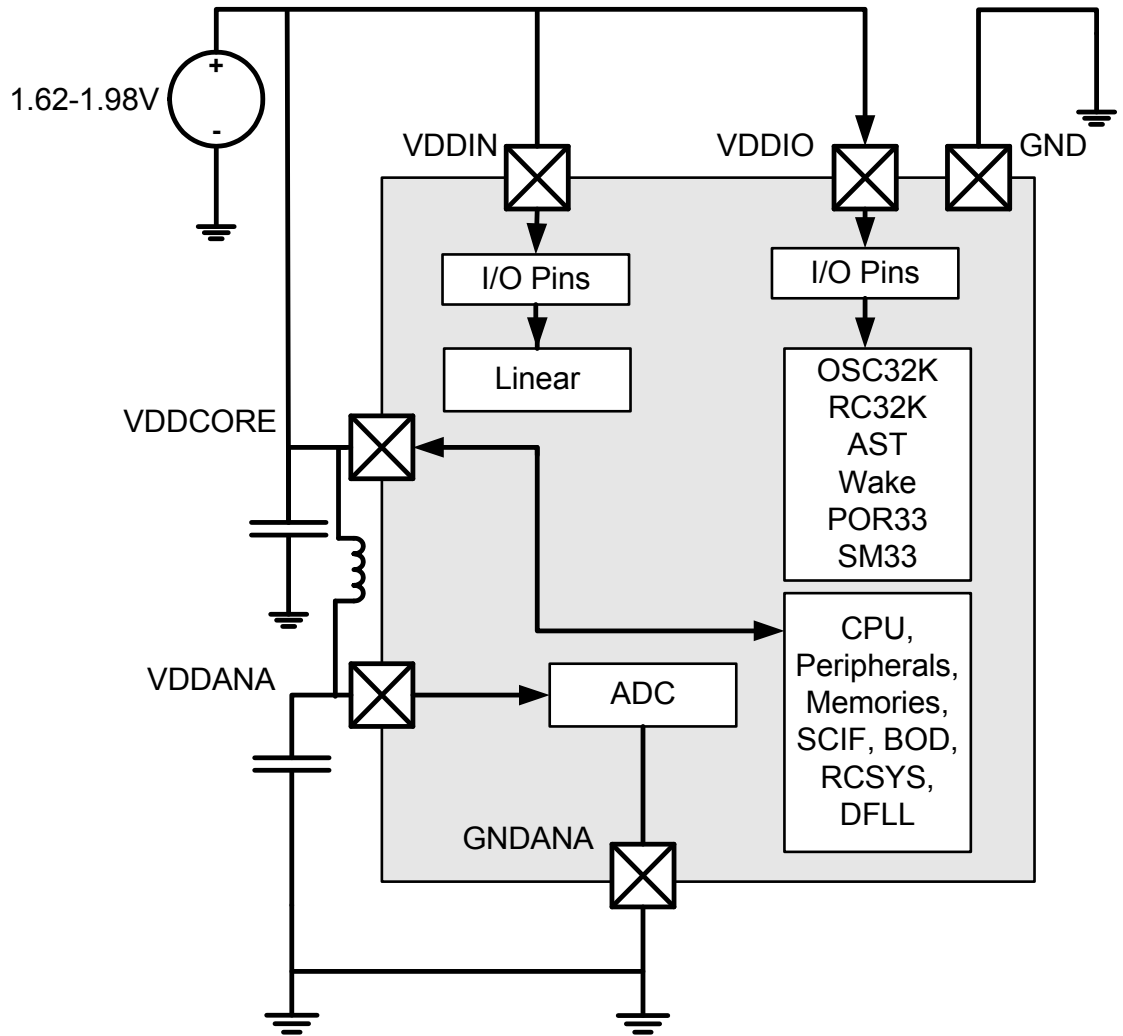 +
1.62-1.98V
-
VDDIN
VDDIO
GND
I/O Pins
I/O Pins
Linear
OSC32K
RC32K
AST
Wake
POR33
SM33
VDDCORE
CPU,
Peripherals,
Memories,
SCIF, BOD,
RCSYS,
DFLL
VDDANA
ADC
GNDANA